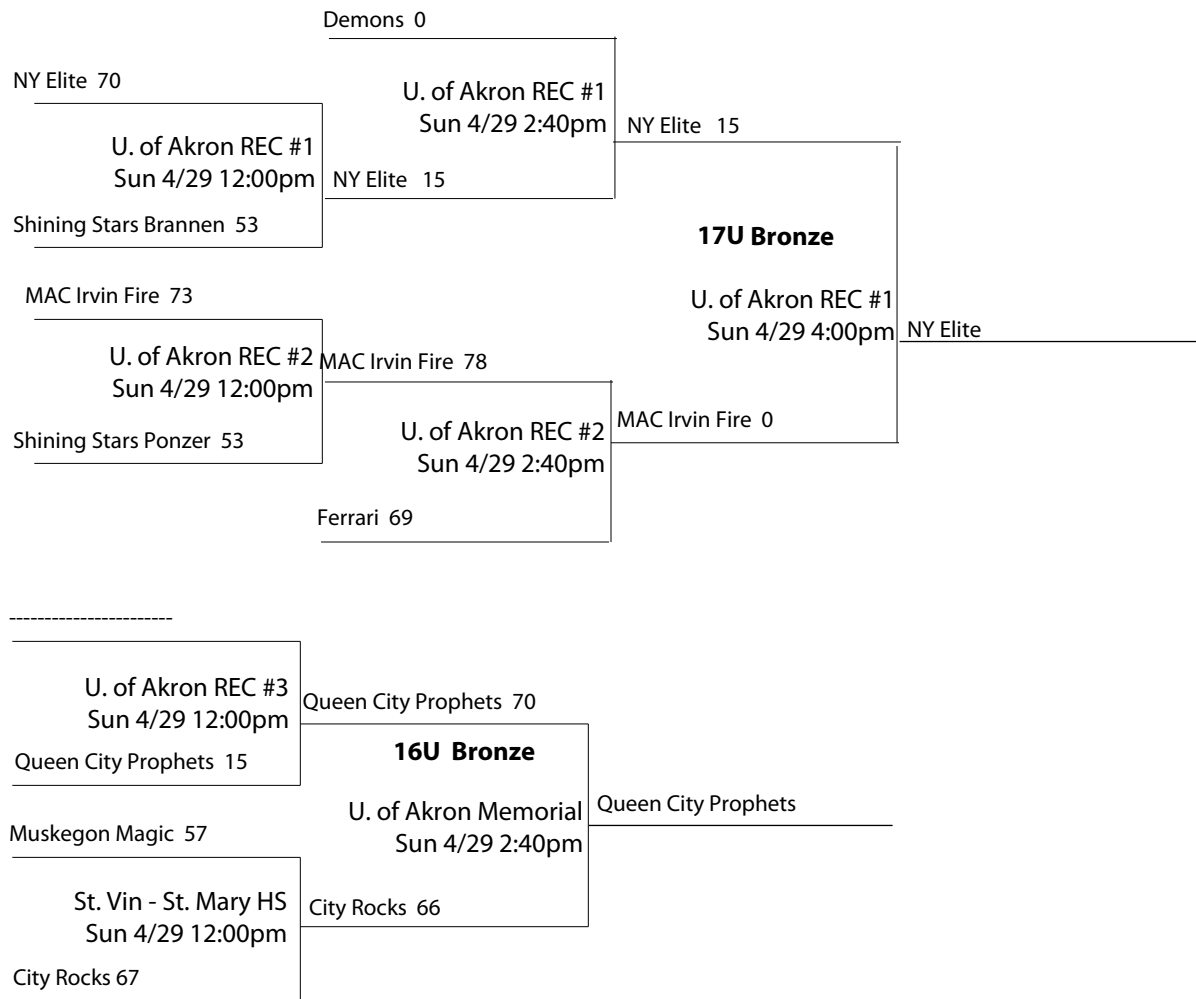 Demons 0
NY Elite 70
U. of Akron REC #1
Sun 4/29 2:40pm
NY Elite 15
U. of Akron REC #1
Sun 4/29 12:00pm
NY Elite 15
Shining Stars Brannen 53
17U Bronze
MAC Irvin Fire 73
U. of Akron REC #1
Sun 4/29 4:00pm
NY Elite
U. of Akron REC #2
Sun 4/29 12:00pm
MAC Irvin Fire 78
MAC Irvin Fire 0
Shining Stars Ponzer 53
U. of Akron REC #2
Sun 4/29 2:40pm
Ferrari 69
-----------------------
U. of Akron REC #3
Sun 4/29 12:00pm
Queen City Prophets 70
Queen City Prophets 15
16U Bronze
U. of Akron Memorial
Sun 4/29 2:40pm
Queen City Prophets
Muskegon Magic 57
St. Vin - St. Mary HS
Sun 4/29 12:00pm
City Rocks 66
City Rocks 67